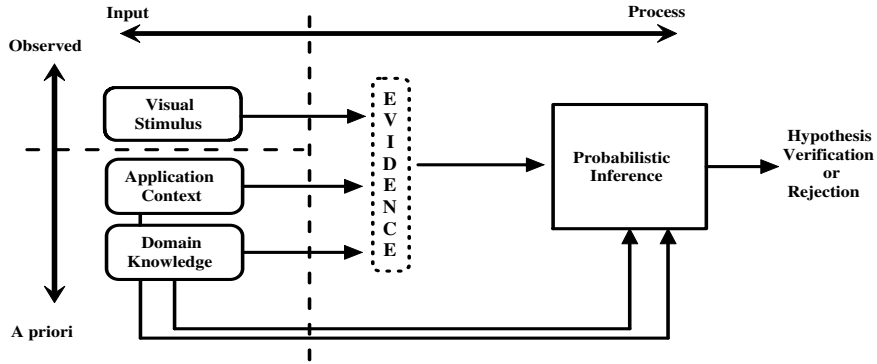 Input
Process
Observed
Visual
Stimulus
Application
Context
Domain
Knowledge
A priori
E
V
I
D
E
N
C
E
Probabilistic
Inference
Hypothesis
Verification
or
Rejection